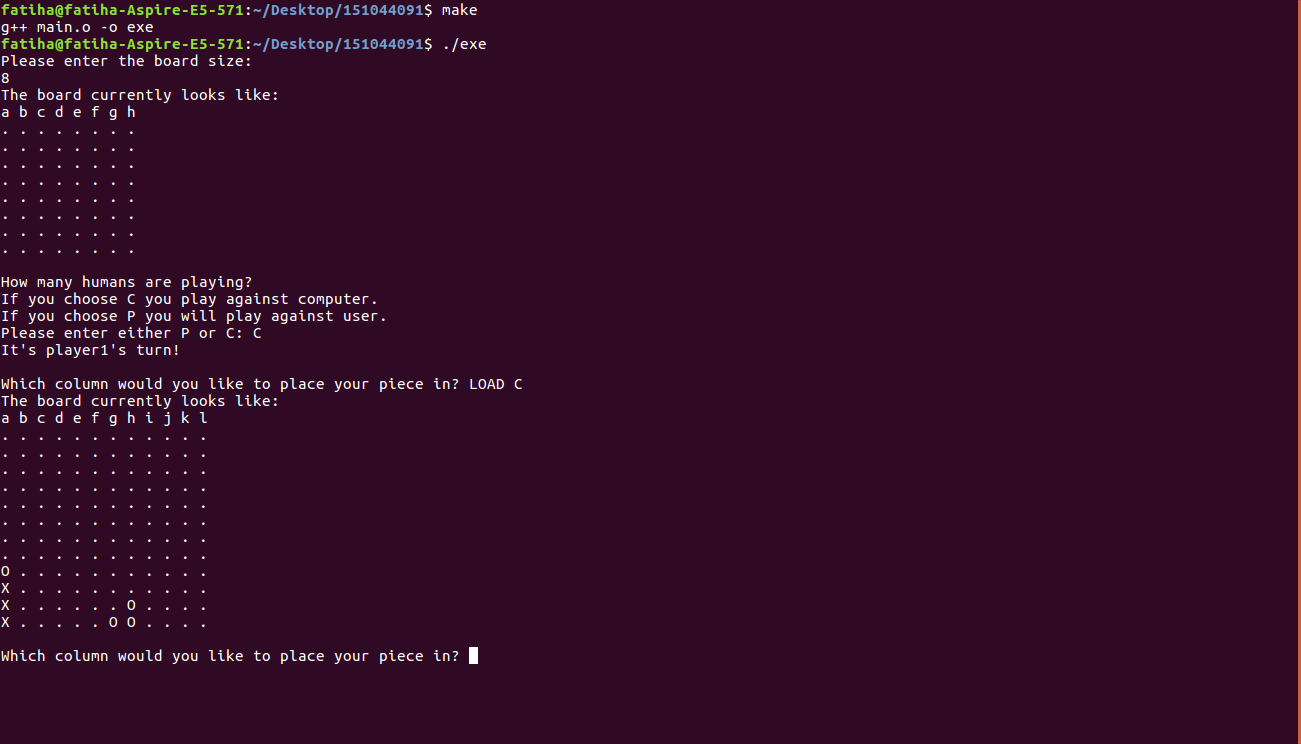 fatiha@fatiha-Aspire-E5-571:~/Desktop/151044091$ make
g++ main.o -o exe
fatiha@fatiha-Aspire-E5-571:~/Desktop/151044091$ ./exe
Please enter the board size:
8
The board currently looks like:
a b c d e f g h
. . . . . . . .
. . . . . . . .
. . . . . . . .
. . . . . . . .
. . . . . . . .
. . . . . . . .
. . . . . . . .
. . . . . . . .
How many humans are playing?
If you choose C you play against computer.
If you choose P you will play against user.
Please enter either P or C: C
It's player1's turn!
Which column would you like to place your piece in? LOAD C
The board currently looks like:
a b c d e f g h i j k l
. . . . . . . . . . . .
. . . . . . . . . . . .
. . . . . . . . . . . .
. . . . . . . . . . . .
. . . . . . . . . . . .
. . . . . . . . . . . .
. . . . . . . . . . . .
. . . . . . . . . . . .
O . . . . . . . . . . .
X . . . . . . . . . . .
X . . . . . . O . . . .
X . . . . . O O . . . .
Which column would you like to place your piece in?